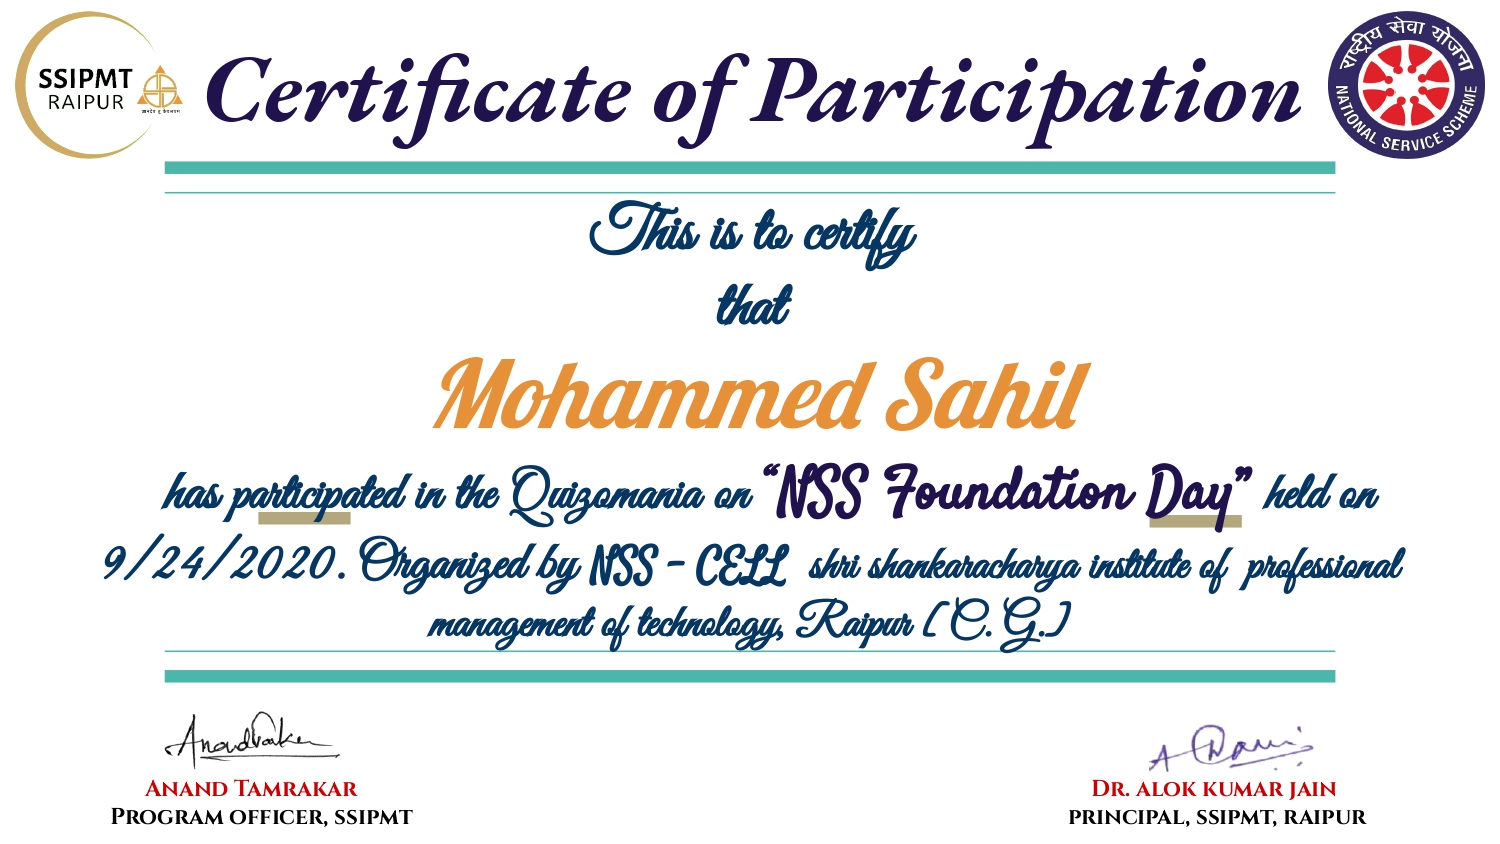 SSIPMT
RAIPUR
Certificate of Participation
राष्ट्रीय सेवा योजना
NATIONAL SERVICE SCHEME
This is to certify
that
Mohammed Sahil
has participated in the Quizomania on “NSS Foundation Day” held on
9/24/2020. Organized by NSS - CELL shri shankaracharya institute of professional
management of technology, Raipur [C.G.]
Anand Tamrakar
Program officer, SSIPMT
Dr. Alok Kumar Jain
Principal, SSIPMT, Raipur